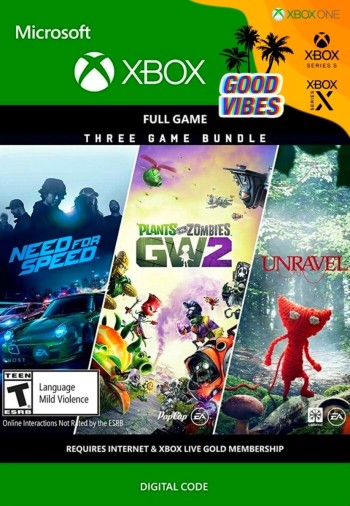 Microsoft
XBOX
XBOX ONE
XBOX
SERIES S
XBOX
SERIES X
GOOD
VIBES
FULL GAME
THREE GAME BUNDLE
NEED FOR
SPEED
PLANTS vs. ZOMBIES
GW2
UNRAVEL
TEEN
T
ESRB
Language
Mild Violence
Online Interactions Not Rated by the ESRB
PopCap
EA
EA
REQUIRES INTERNET & XBOX LIVE GOLD MEMBERSHIP
DIGITAL CODE